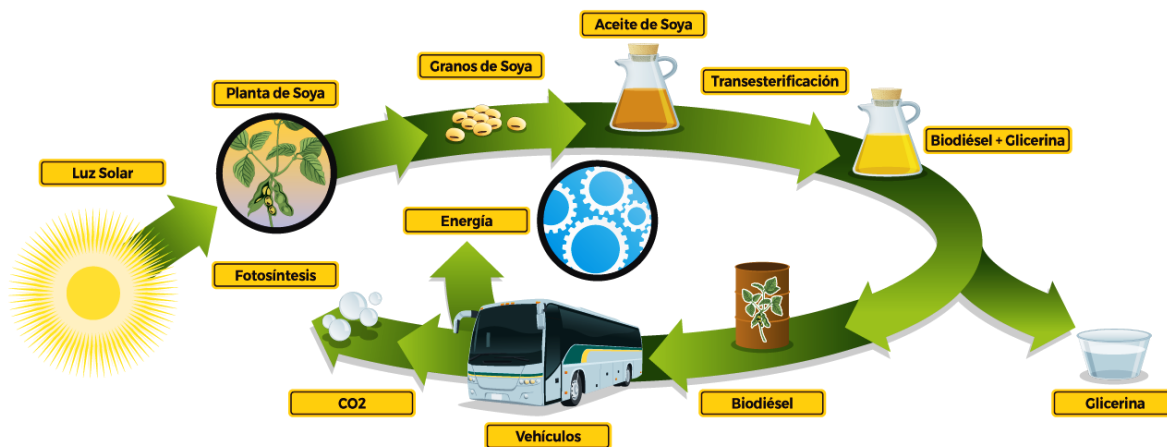 Aceite de Soya
Granos de Soya
Transesterificación
Planta de Soya
Biodiésel + Glicerina
Luz Solar
Energía
Fotosíntesis
CO2
Biodiésel
Glicerina
Vehículos